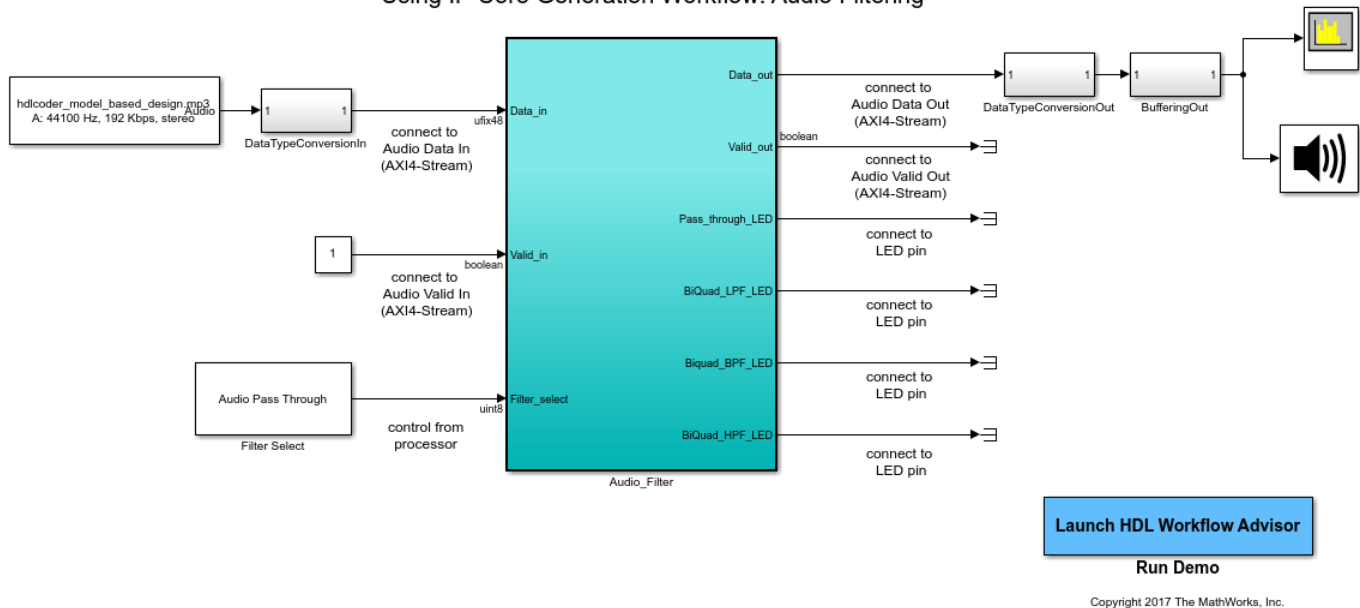 Using IP Core Generation Workflow: Audio Filtering
hdlcoder_model_based_design.mp3
A: 44100 Hz, 192 Kbps, stereo
Audio
1 1
DataTypeConversionIn
connect to
Audio Data In
(AXI4-Stream)
ufix48
Data_in
1
boolean
Valid_in
connect to
Audio Valid In
(AXI4-Stream)
Audio Pass Through
Filter Select
uint8
Filter_select
control from
processor
Audio_Filter
Data_out
connect to
Audio Data Out
(AXI4-Stream)
1 1
DataTypeConversionOut
1 1
BufferingOut
Valid_out
boolean
connect to
Audio Valid Out
(AXI4-Stream)
Pass_through_LED
connect to
LED pin
BiQuad_LPF_LED
connect to
LED pin
Biquad_BPF_LED
connect to
LED pin
BiQuad_HPF_LED
connect to
LED pin
Launch HDL Workflow Advisor
Run Demo
Copyright 2017 The MathWorks, Inc.